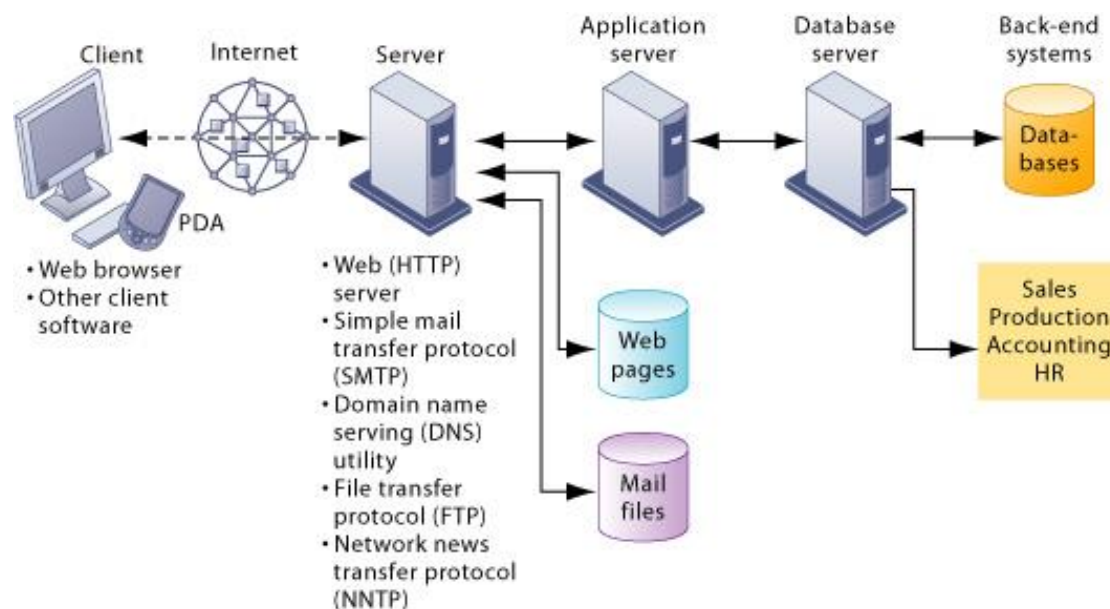 Client
Internet
Server
Application
server
Database
server
Back-end
systems
Data-
bases
PDA
• Web browser
• Other client
software
• Web (HTTP)
server
• Simple mail
transfer protocol
(SMTP)
• Domain name
serving (DNS)
utility
• File transfer
protocol (FTP)
• Network news
transfer protocol
(NNTP)
Web
pages
Mail
files
Sales
Production
Accounting
HR